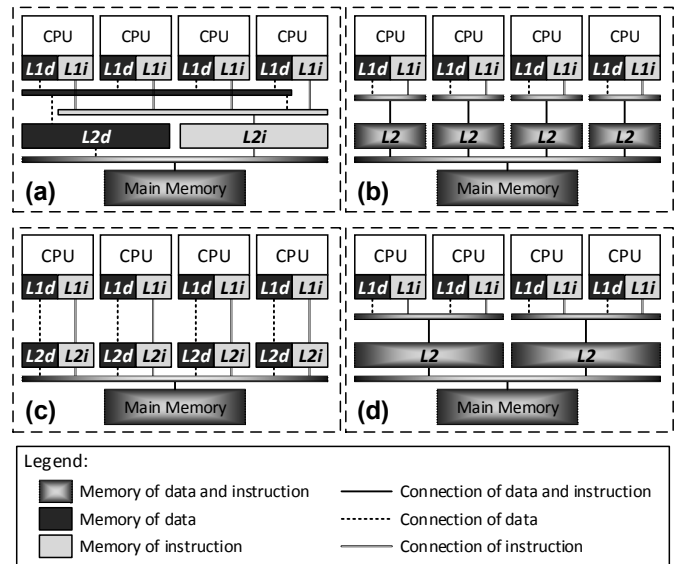 CPU CPU CPU CPU
L1d L1i L1d L1i L1d L1i L1d L1i
L2d L2i
Main Memory
(a)
CPU CPU CPU CPU
L1d L1i L1d L1i L1d L1i L1d L1i
L2 L2 L2 L2
Main Memory
(b)
CPU CPU CPU CPU
L1d L1i L1d L1i L1d L1i L1d L1i
L2d L2i L2d L2i L2d L2i L2d L2i
Main Memory
(c)
CPU CPU CPU CPU
L1d L1i L1d L1i L1d L1i L1d L1i
L2 L2
Main Memory
(d)
Legend:
Memory of data and instruction
Connection of data and instruction
Memory of data
Connection of data
Memory of instruction
Connection of instruction